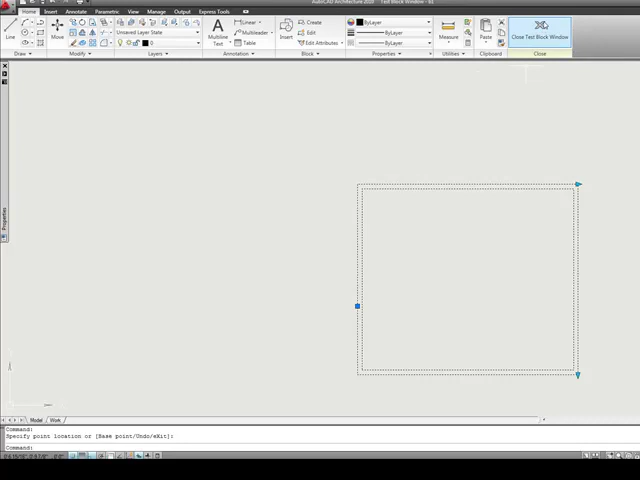 AutoCAD Architecture 2010 Test Block Window
Home Insert Annotate Parametric View Manage Output Express Tools
Line
Move
Unsaved Layer State
0
A
Multiline Text
Linear
Multileader
Table
Insert
Create
Edit
Edit Attributes
ByLayer
ByLayer
ByLayer
Measure
Paste
Close Test Block Window
Draw Modify Layers Annotation Block Properties Utilities Clipboard Close
Properties
Model Work
Command:
Specify point location or [Base point/Undo/eXit]:
Command: